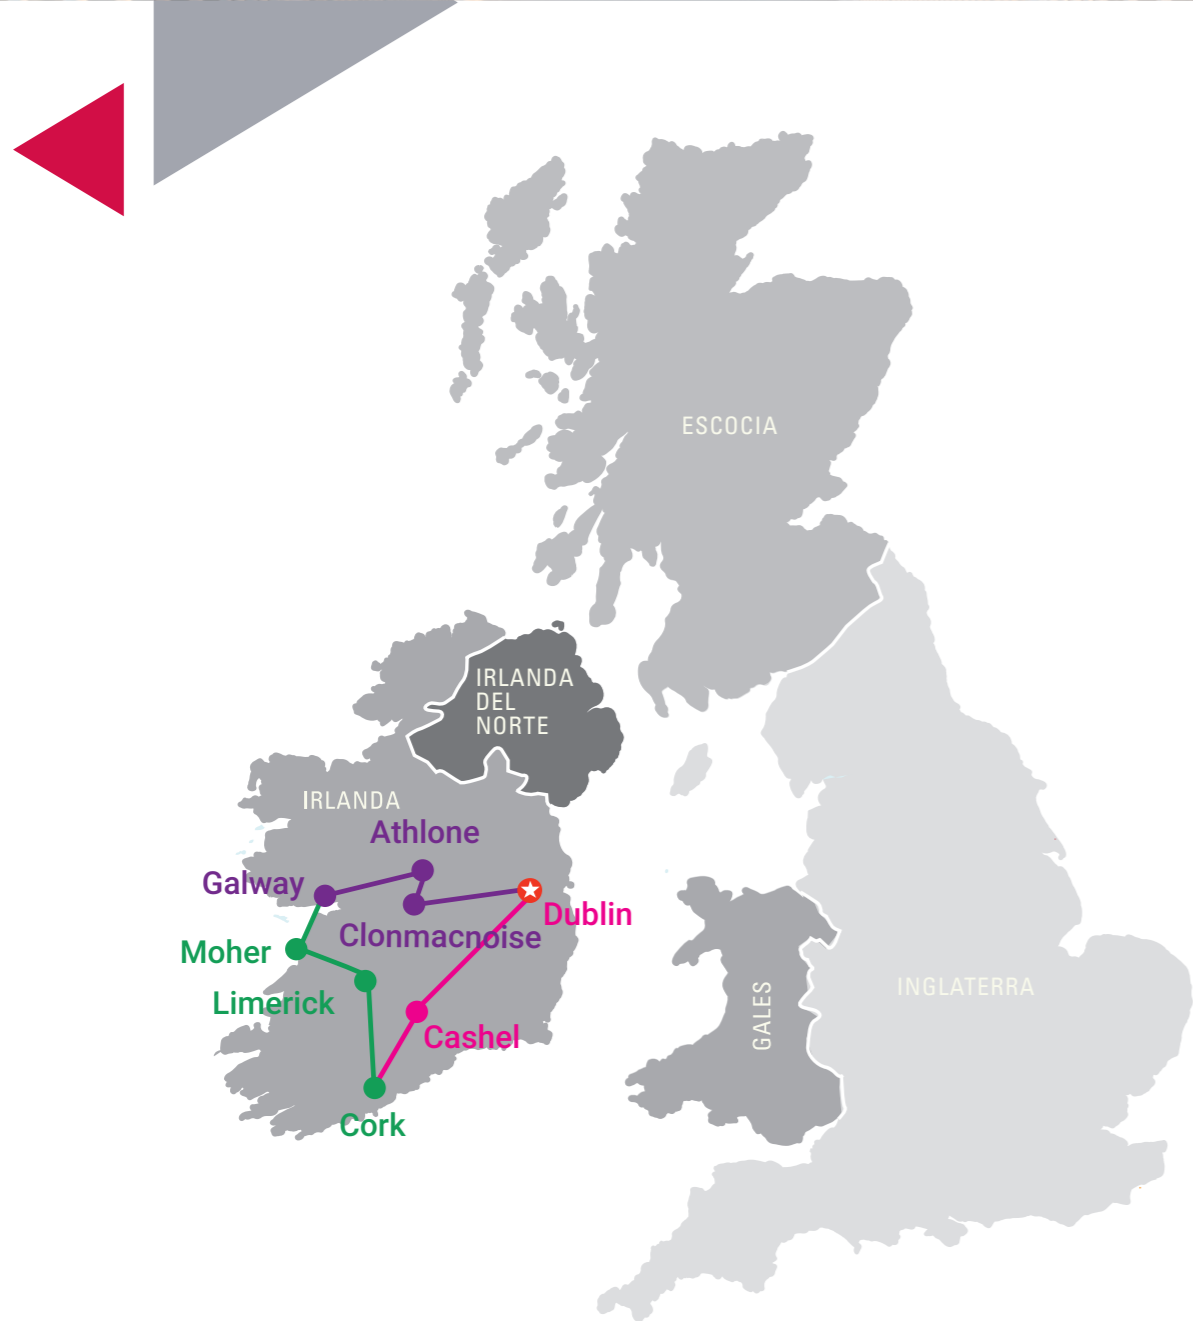 ESCOCIA
IRLANDA
DEL
NORTE
IRLANDA
Athlone
Galway
Dublin
Clonmacnoise
Moher
Limerick
Cashel
Cork
GALES
INGLATERRA